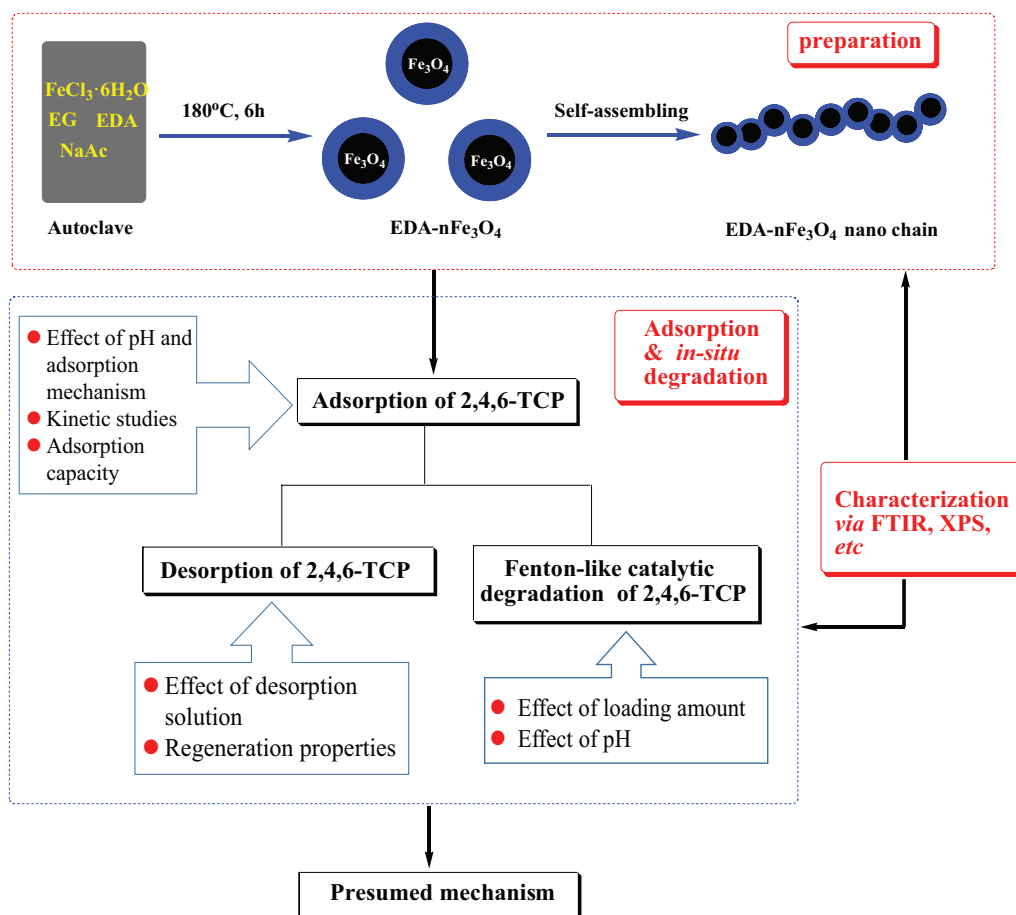 preparation
FeCl₃·6H₂O
EG EDA
NaAc
Autoclave
180ºC, 6h
Fe₃O₄
Fe₃O₄
Fe₃O₄
EDA-nFe₃O₄
Self-assembling
EDA-nFe₃O₄ nano chain
Effect of pH and
adsorption
mechanism
Kinetic studies
Adsorption
capacity
Adsorption
& in-situ
degradation
Adsorption of 2,4,6-TCP
Characterization
via FTIR, XPS,
etc
Desorption of 2,4,6-TCP
Fenton-like catalytic
degradation of 2,4,6-TCP
Effect of desorption
solution
Regeneration properties
Effect of loading amount
Effect of pH
Presumed mechanism